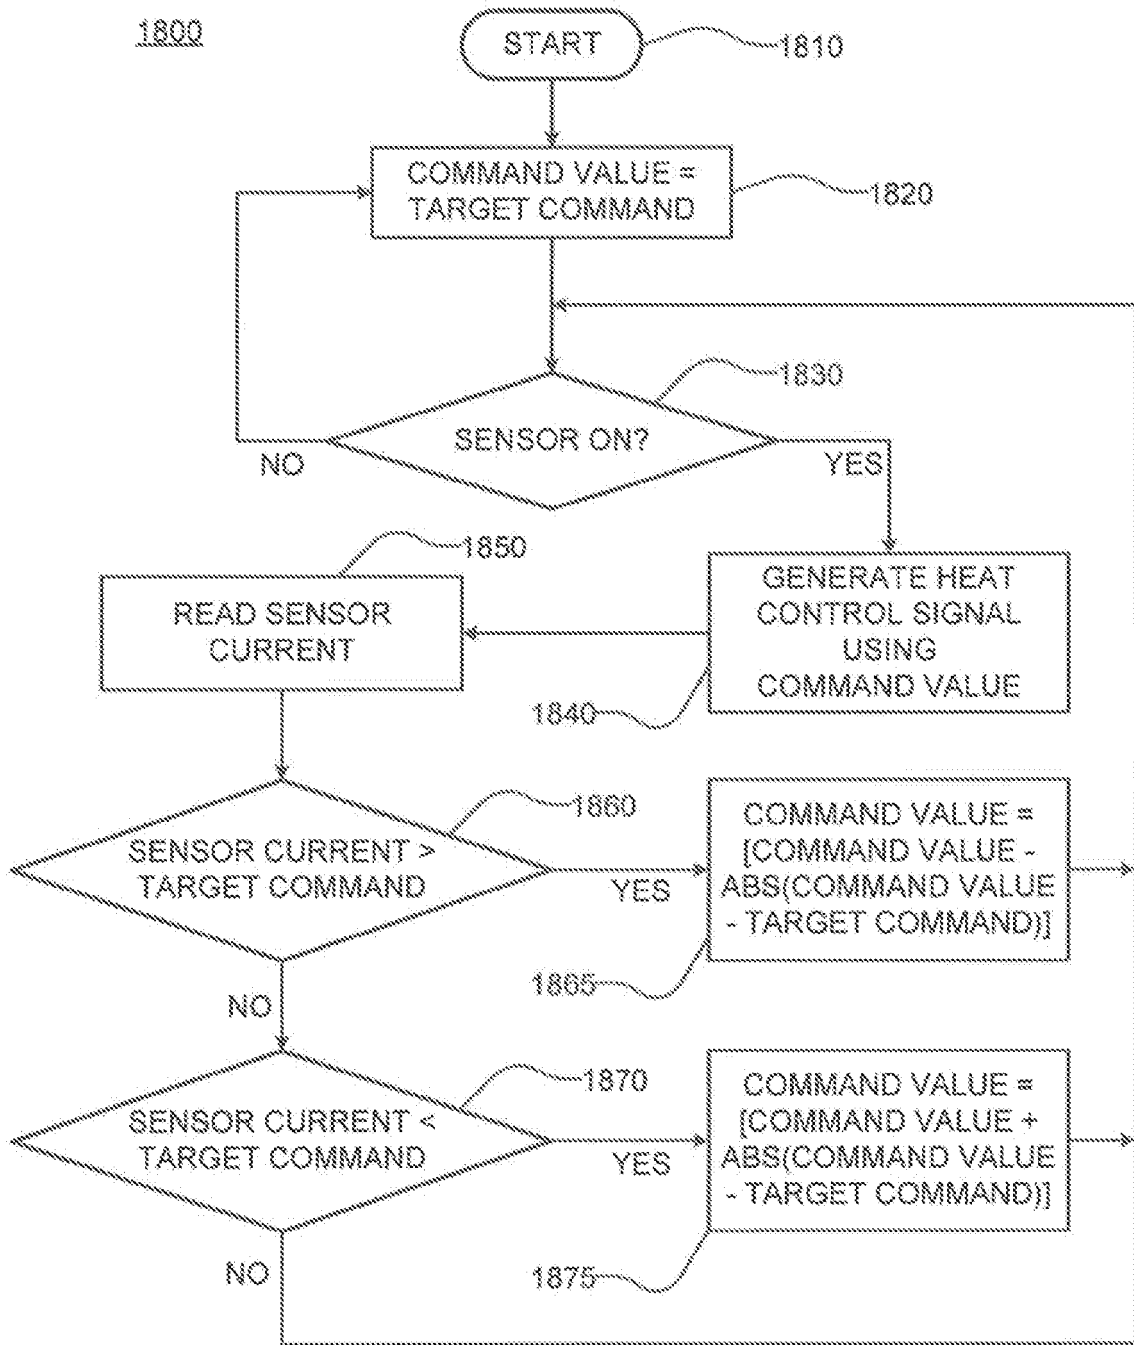 1800
START
1810
COMMAND VALUE =
TARGET COMMAND
1820
1830
SENSOR ON?
NO
YES
1850
READ SENSOR
CURRENT
GENERATE HEAT
CONTROL SIGNAL
USING
COMMAND VALUE
1840
1860
SENSOR CURRENT >
TARGET COMMAND
YES
NO
COMMAND VALUE =
[COMMAND VALUE -
ABS(COMMAND VALUE
- TARGET COMMAND)]
1865
1870
SENSOR CURRENT <
TARGET COMMAND
YES
NO
COMMAND VALUE =
[COMMAND VALUE +
ABS(COMMAND VALUE
- TARGET COMMAND)]
1875